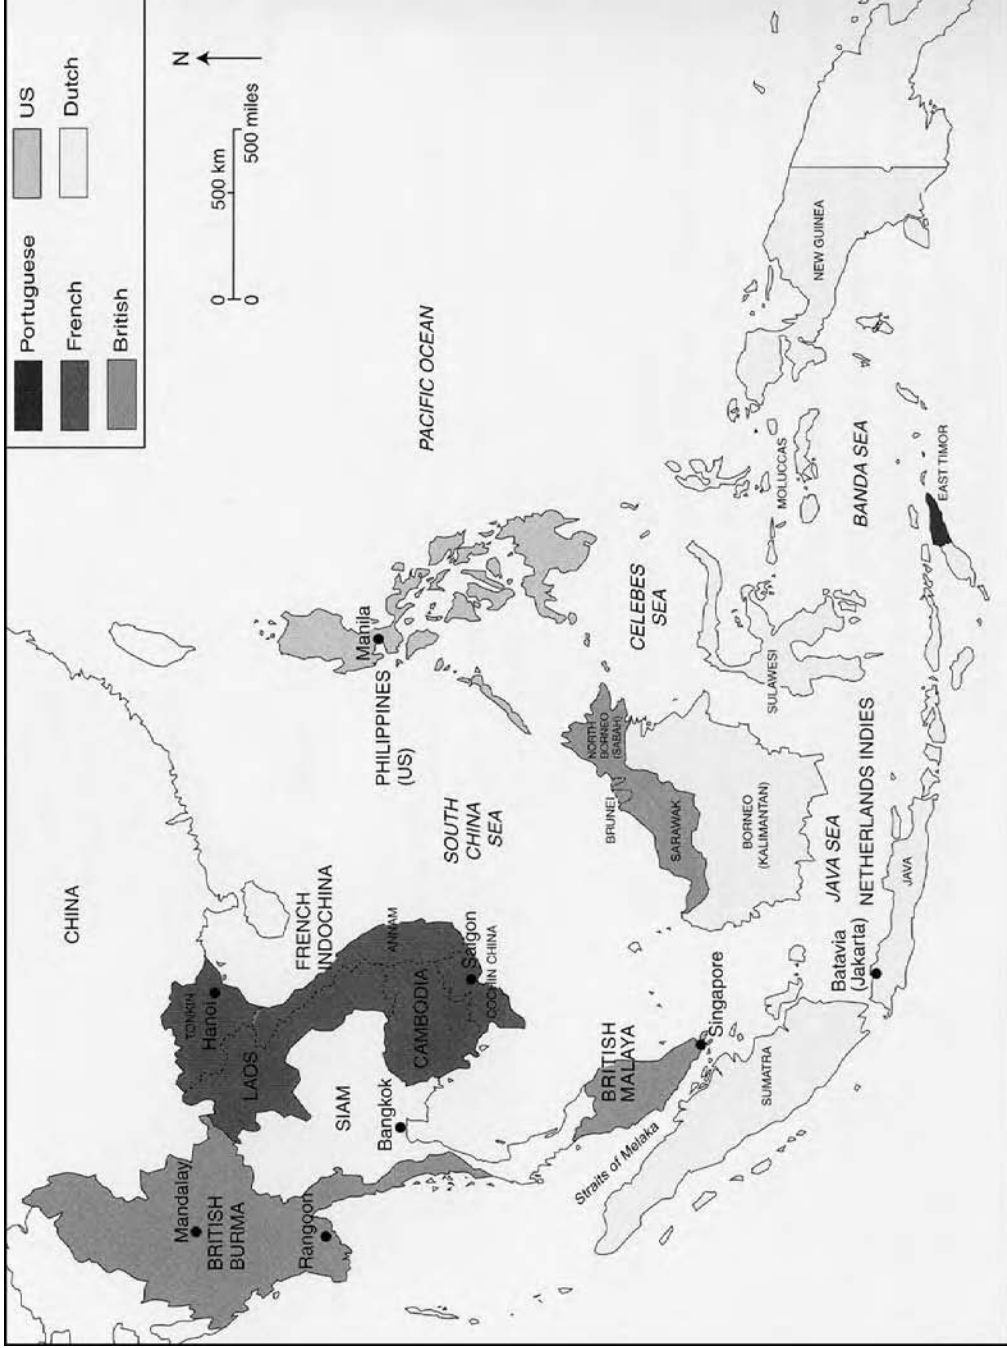 Portuguese
French
British
US
Dutch
N
0
500 km
0
500 miles
CHINA
Mandalay
BRITISH
BURMA
Rangoon
TONKIN
Hanoi
LAOS
FRENCH
INDOCHINA
ANNAM
SIAM
Bangkok
CAMBODIA
Saigon
COCHIN CHINA
SOUTH
CHINA
SEA
Manila
PHILIPPINES
(US)
PACIFIC OCEAN
BRITISH
MALAYA
Straits of Melaka
Singapore
BRUNEI
NORTH
BORNEO
(SABAH)
SARAWAK
BORNEO
(KALIMANTAN)
CELEBES
SEA
SULAWESI
MOLUCCAS
NEW GUINEA
SUMATRA
Batavia
(Jakarta)
JAVA SEA
NETHERLANDS INDIES
JAVA
BANDA SEA
EAST TIMOR